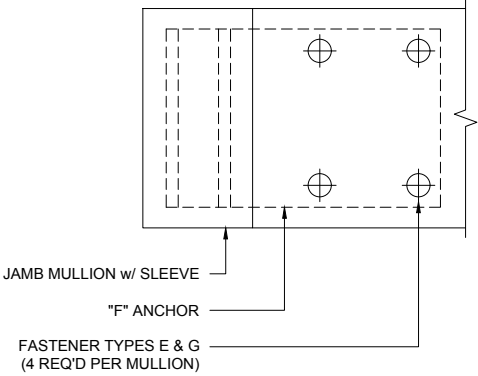 JAMB MULLION w/ SLEEVE
"F" ANCHOR
FASTENER TYPES E & G
(4 REQ'D PER MULLION)